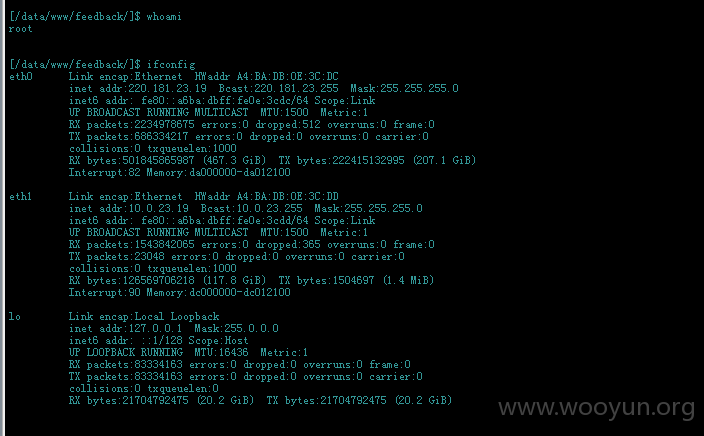 [/data/www/feedback/]$ whoami
root
[/data/www/feedback/]$ ifconfig
eth0 Link encap:Ethernet HWaddr A4:BA:DB:0E:3C:DC
inet addr:220.181.23.19 Bcast:220.181.23.255 Mask:255.255.255.0
inet6 addr: fe80::a6ba:dbff:fe0e:3cdc/64 Scope:Link
UP BROADCAST RUNNING MULTICAST MTU:1500 Metric:1
RX packets:2234978675 errors:0 dropped:512 overruns:0 frame:0
TX packets:686334217 errors:0 dropped:0 overruns:0 carrier:0
collisions:0 txqueuelen:1000
RX bytes:501845865987 (467.3 GiB) TX bytes:222415132995 (207.1 GiB)
Interrupt:82 Memory:da000000-da012100
eth1 Link encap:Ethernet HWaddr A4:BA:DB:0E:3C:DD
inet addr:10.0.23.19 Bcast:10.0.23.255 Mask:255.255.255.0
inet6 addr: fe80::a6ba:dbff:fe0e:3cdd/64 Scope:Link
UP BROADCAST RUNNING MULTICAST MTU:1500 Metric:1
RX packets:1543842065 errors:0 dropped:365 overruns:0 frame:0
TX packets:23048 errors:0 dropped:0 overruns:0 carrier:0
collisions:0 txqueuelen:1000
RX bytes:126569706218 (117.8 GiB) TX bytes:1504697 (1.4 MiB)
Interrupt:90 Memory:dc000000-dc012100
lo Link encap:Local Loopback
inet addr:127.0.0.1 Mask:255.0.0.0
inet6 addr: ::1/128 Scope:Host
UP LOOPBACK RUNNING MTU:16436 Metric:1
RX packets:83334163 errors:0 dropped:0 overruns:0 frame:0
TX packets:83334163 errors:0 dropped:0 overruns:0 carrier:0
collisions:0 txqueuelen:0
RX bytes:21704792475 (20.2 GiB) TX bytes:21704792475 (20.2 GiB)
www.wooyun.org